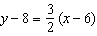 y − 8 = 3/2 (x − 6)